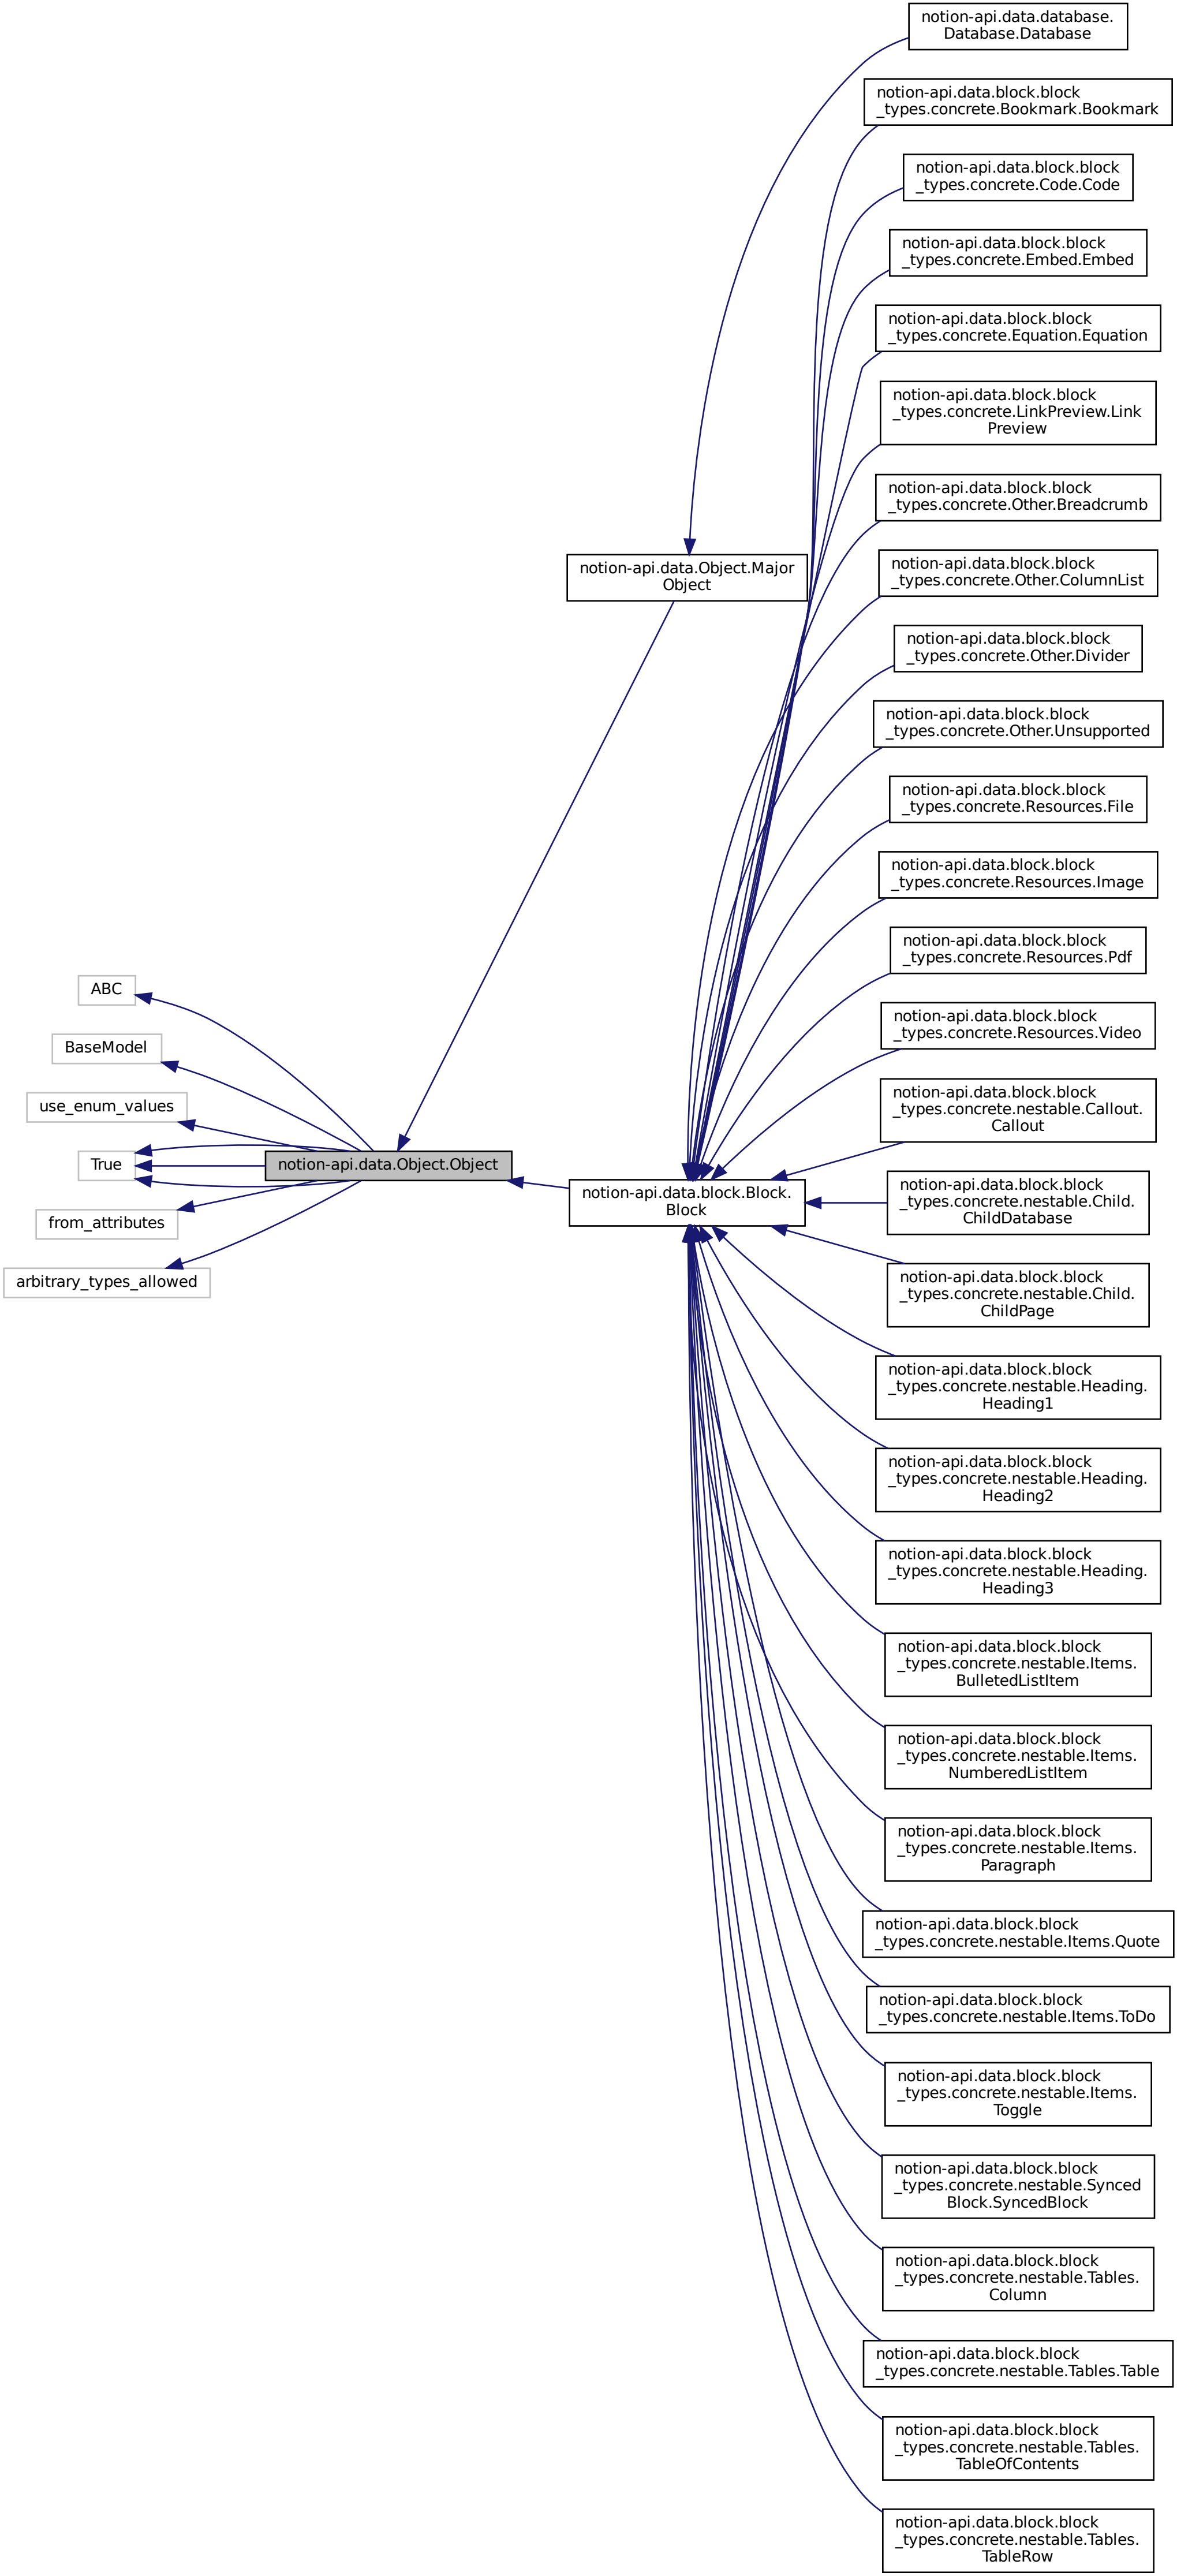 notion-api.data.database.
Database.Database
notion-api.data.block.block
_types.concrete.Bookmark.Bookmark
notion-api.data.block.block
_types.concrete.Code.Code
notion-api.data.block.block
_types.concrete.Embed.Embed
notion-api.data.block.block
_types.concrete.Equation.Equation
notion-api.data.block.block
_types.concrete.LinkPreview.Link
Preview
notion-api.data.block.block
_types.concrete.Other.Breadcrumb
notion-api.data.Object.Major
Object
notion-api.data.block.block
_types.concrete.Other.ColumnList
notion-api.data.block.block
_types.concrete.Other.Divider
notion-api.data.block.block
_types.concrete.Other.Unsupported
notion-api.data.block.block
_types.concrete.Resources.File
notion-api.data.block.block
_types.concrete.Resources.Image
notion-api.data.block.block
_types.concrete.Resources.Pdf
ABC
BaseModel
use_enum_values
True
from_attributes
arbitrary_types_allowed
notion-api.data.Object.Object
notion-api.data.block.Block.
Block
notion-api.data.block.block
_types.concrete.Resources.Video
notion-api.data.block.block
_types.concrete.nestable.Callout.
Callout
notion-api.data.block.block
_types.concrete.nestable.Child.
ChildDatabase
notion-api.data.block.block
_types.concrete.nestable.Child.
ChildPage
notion-api.data.block.block
_types.concrete.nestable.Heading.
Heading1
notion-api.data.block.block
_types.concrete.nestable.Heading.
Heading2
notion-api.data.block.block
_types.concrete.nestable.Heading.
Heading3
notion-api.data.block.block
_types.concrete.nestable.Items.
BulletedListItem
notion-api.data.block.block
_types.concrete.nestable.Items.
NumberedListItem
notion-api.data.block.block
_types.concrete.nestable.Items.
Paragraph
notion-api.data.block.block
_types.concrete.nestable.Items.Quote
notion-api.data.block.block
_types.concrete.nestable.Items.ToDo
notion-api.data.block.block
_types.concrete.nestable.Items.
Toggle
notion-api.data.block.block
_types.concrete.nestable.Synced
Block.SyncedBlock
notion-api.data.block.block
_types.concrete.nestable.Tables.
Column
notion-api.data.block.block
_types.concrete.nestable.Tables.Table
notion-api.data.block.block
_types.concrete.nestable.Tables.
TableOfContents
notion-api.data.block.block
_types.concrete.nestable.Tables.
TableRow